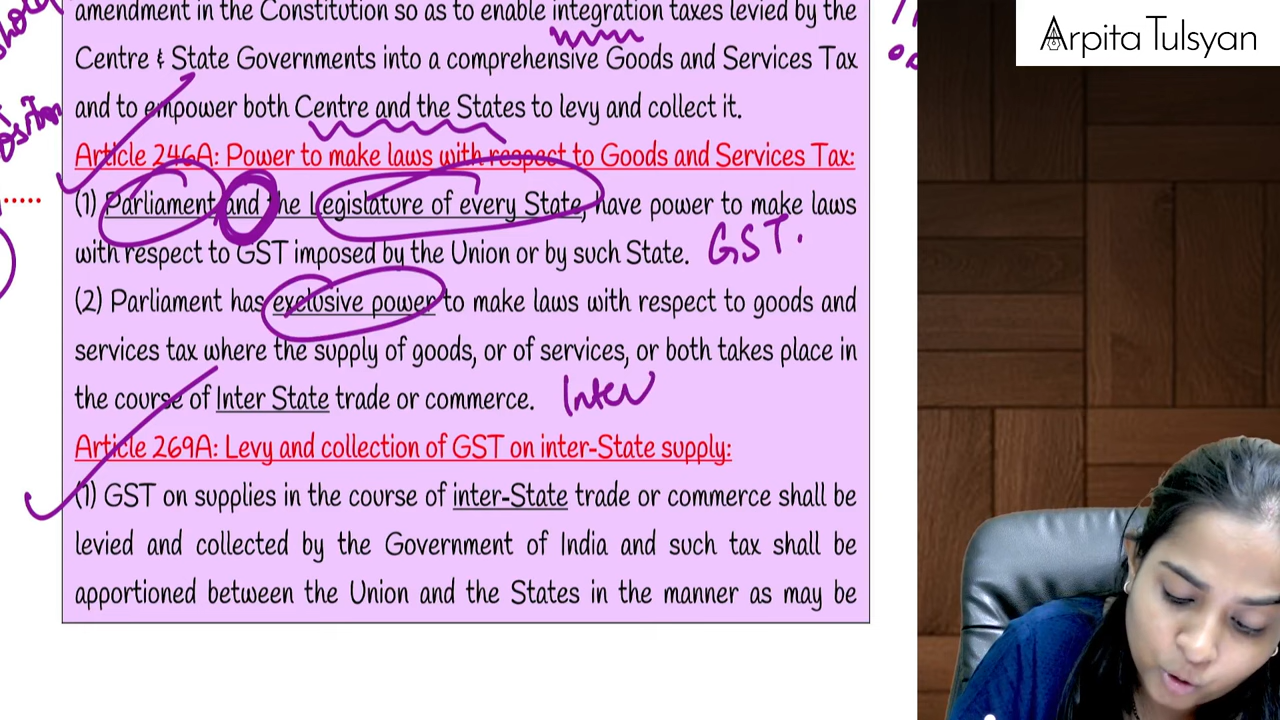 Arpita Tulsyan
amendment in the Constitution so as to enable integration taxes levied by the
Centre & State Governments into a comprehensive Goods and Services Tax
and to empower both Centre and the States to levy and collect it.
Article 246A: Power to make laws with respect to Goods and Services Tax:
(1) Parliament and the Legislature of every State, have power to make laws
with respect to GST imposed by the Union or by such State. GST.
(2) Parliament has exclusive power to make laws with respect to goods and
services tax where the supply of goods, or of services, or both takes place in
the course of Inter State trade or commerce. Inter
Article 269A: Levy and collection of GST on inter-State supply:
(1) GST on supplies in the course of inter-State trade or commerce shall be
levied and collected by the Government of India and such tax shall be
apportioned between the Union and the States in the manner as may be